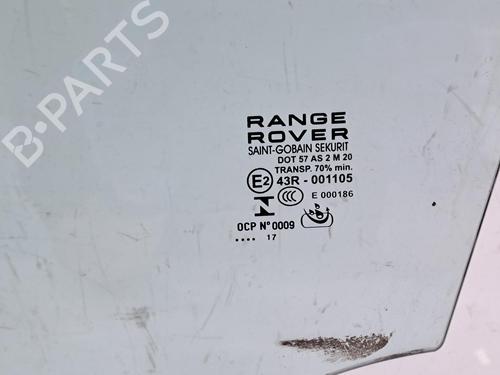 B-PARTS
RANGE
ROVER
SAINT-GOBAIN SEKURIT
DOT 57 AS 2 M 20
TRANSP. 70% min.
E2 43R - 001105
CCC E 000186
OCP N° 0009
.... 17